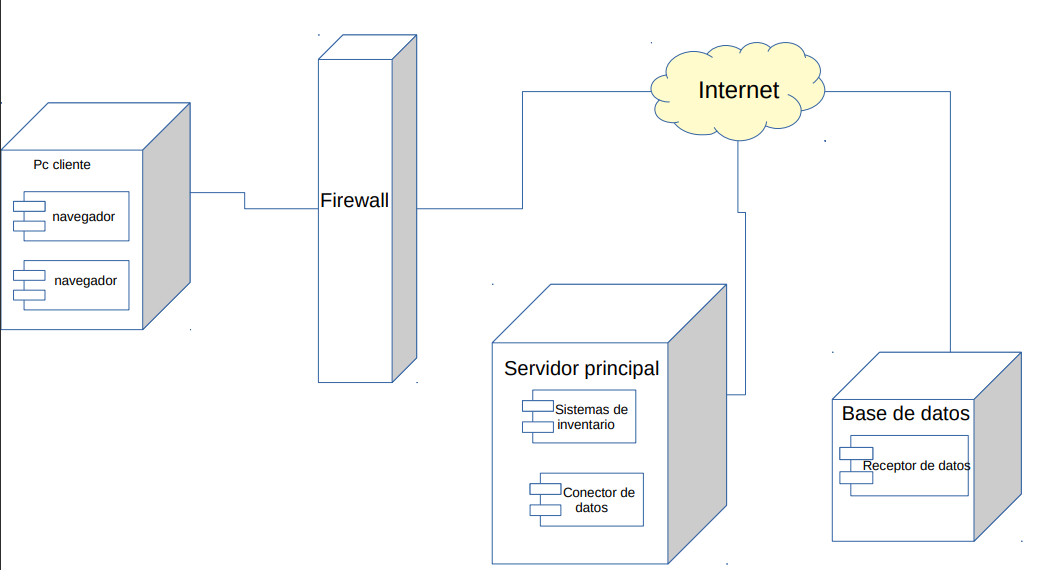 Internet
Pc cliente
navegador
navegador
Firewall
Servidor principal
Sistemas de
inventario
Conector de
datos
Base de datos
Receptor de datos